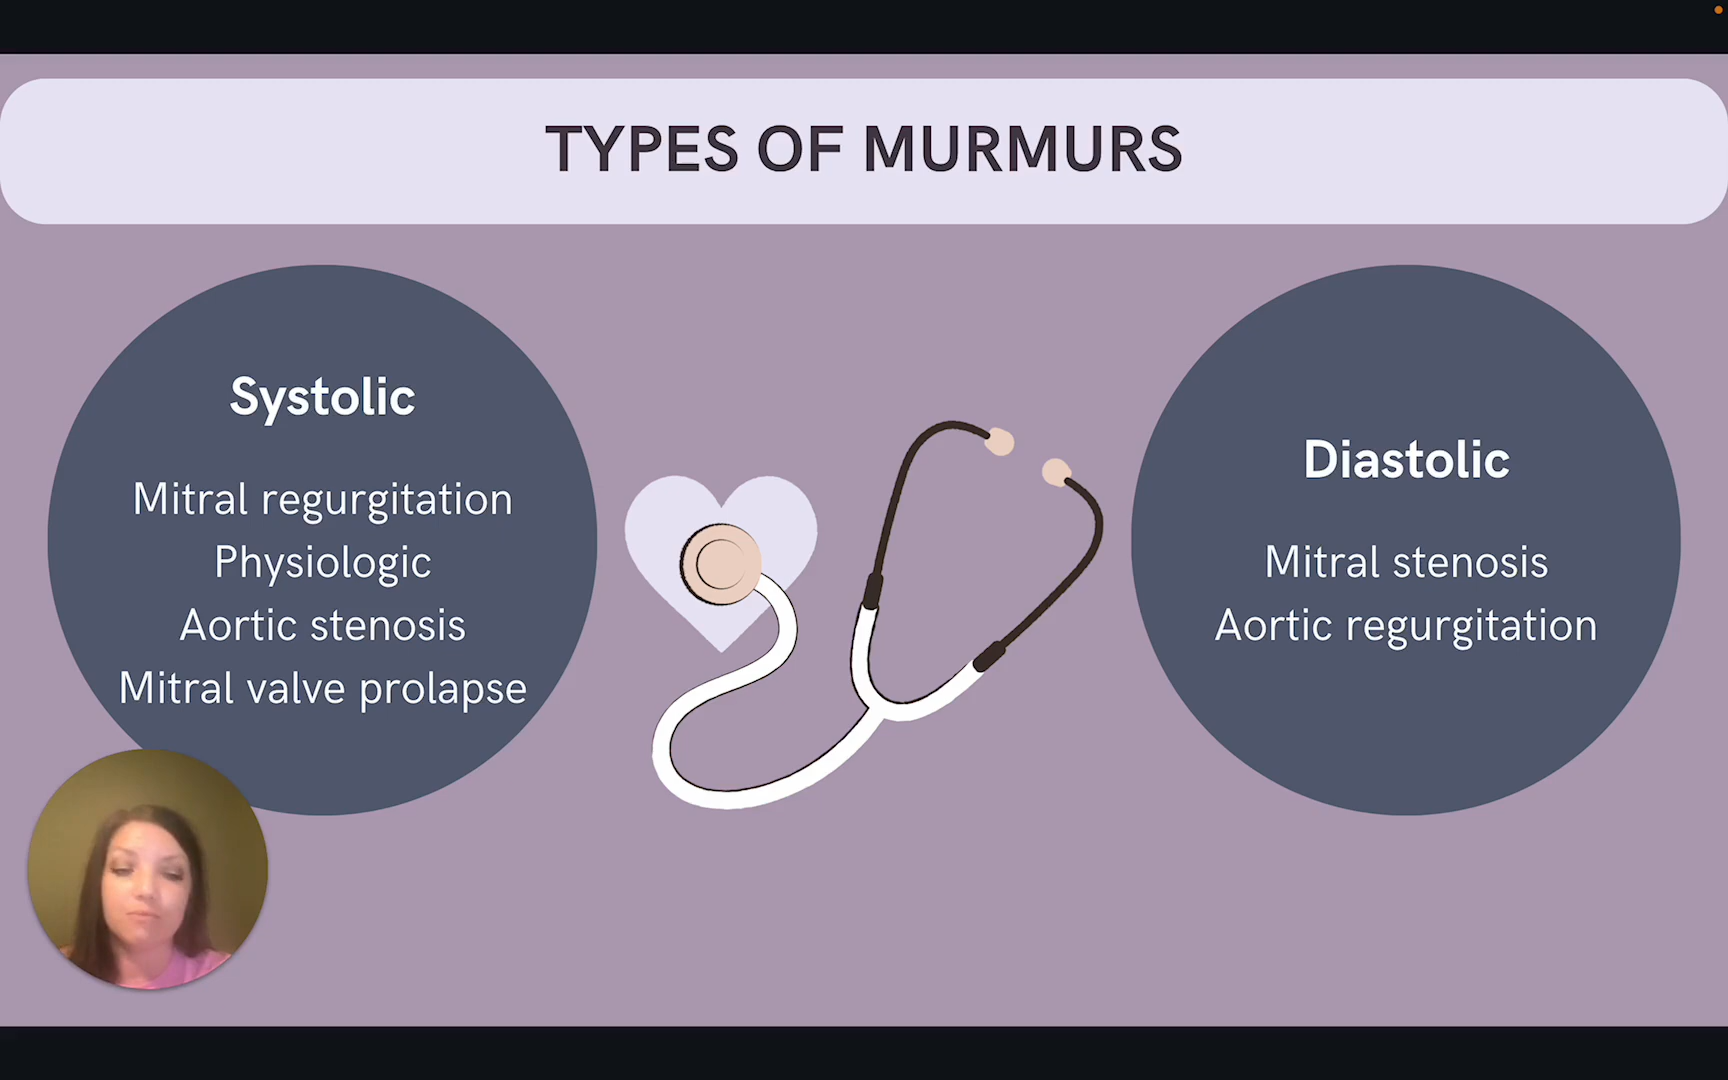 TYPES OF MURMURS
Systolic
Mitral regurgitation
Physiologic
Aortic stenosis
Mitral valve prolapse
Diastolic
Mitral stenosis
Aortic regurgitation